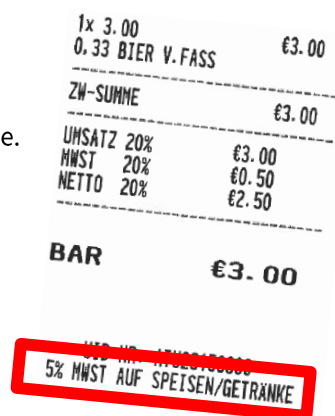 1x 3.00 €3.00
0,33 BIER V.FASS
ZW-SUMME €3.00
e.
UMSATZ 20% €3.00
MWST 20% €0.50
NETTO 20% €2.50
BAR €3.00
5% MWST AUF SPEISEN/GETRÄNKE